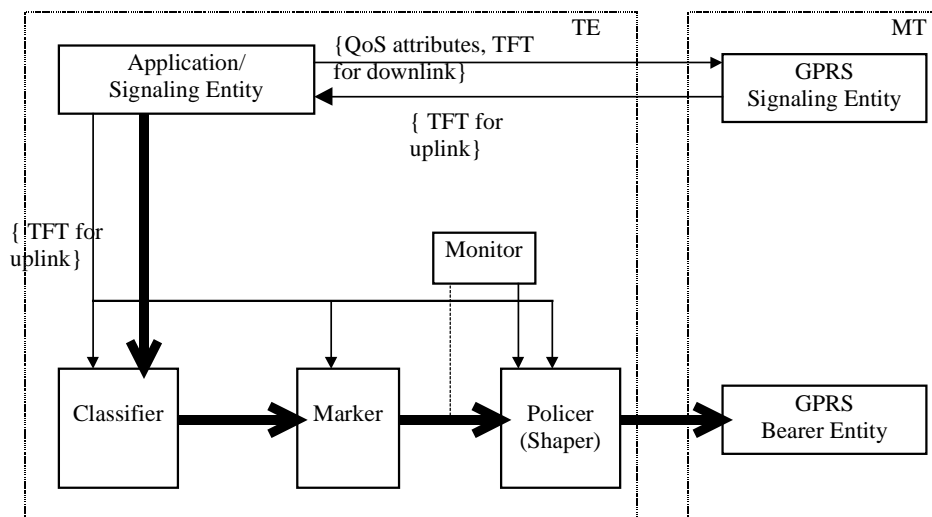 TE
MT
Application/
Signaling Entity
{QoS attributes, TFT
for downlink}
GPRS
Signaling Entity
{ TFT for
uplink}
{ TFT for
uplink}
Monitor
Classifier
Marker
Policer
(Shaper)
GPRS
Bearer Entity